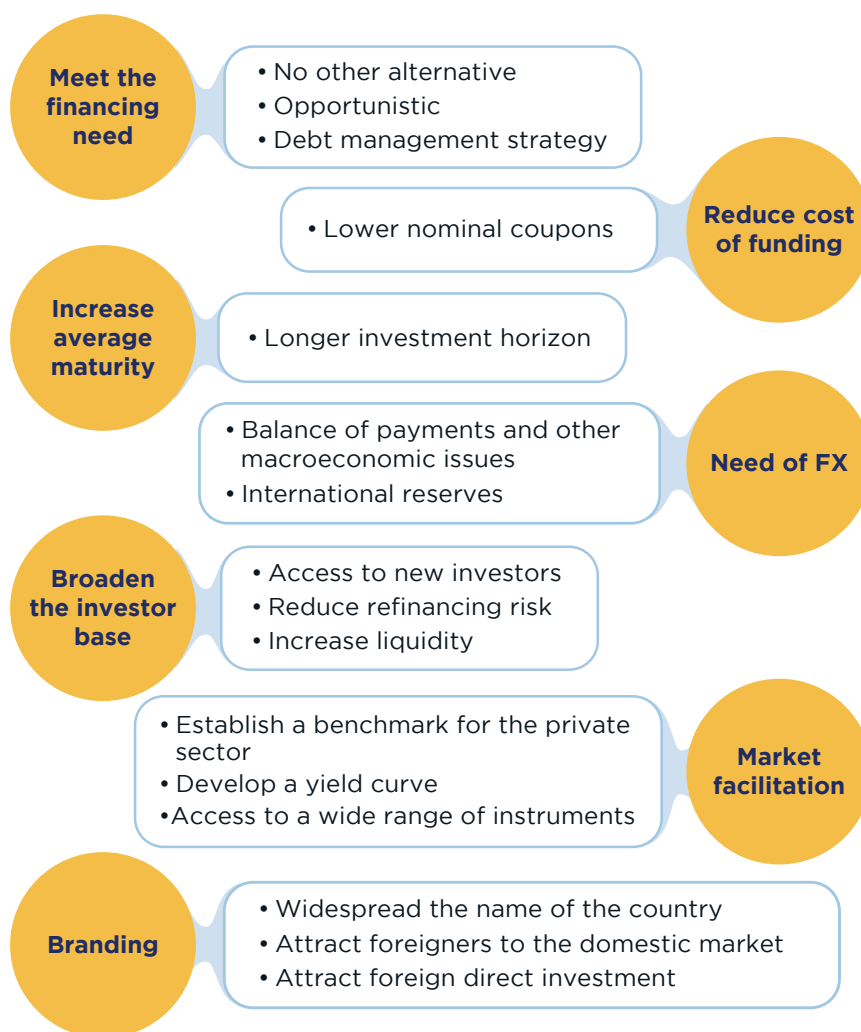 Meet the
financing
need
• No other alternative
• Opportunistic
• Debt management strategy
Reduce cost
of funding
• Lower nominal coupons
Increase
average
maturity
• Longer investment horizon
Need of FX
• Balance of payments and other
macroeconomic issues
• International reserves
Broaden
the investor
base
• Access to new investors
• Reduce refinancing risk
• Increase liquidity
Market
facilitation
• Establish a benchmark for the private
sector
• Develop a yield curve
•Access to a wide range of instruments
Branding
• Widespread the name of the country
• Attract foreigners to the domestic market
• Attract foreign direct investment